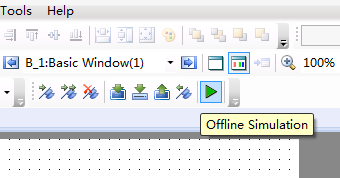 Tools Help
B_1:Basic Window(1) 100%
Offline Simulation